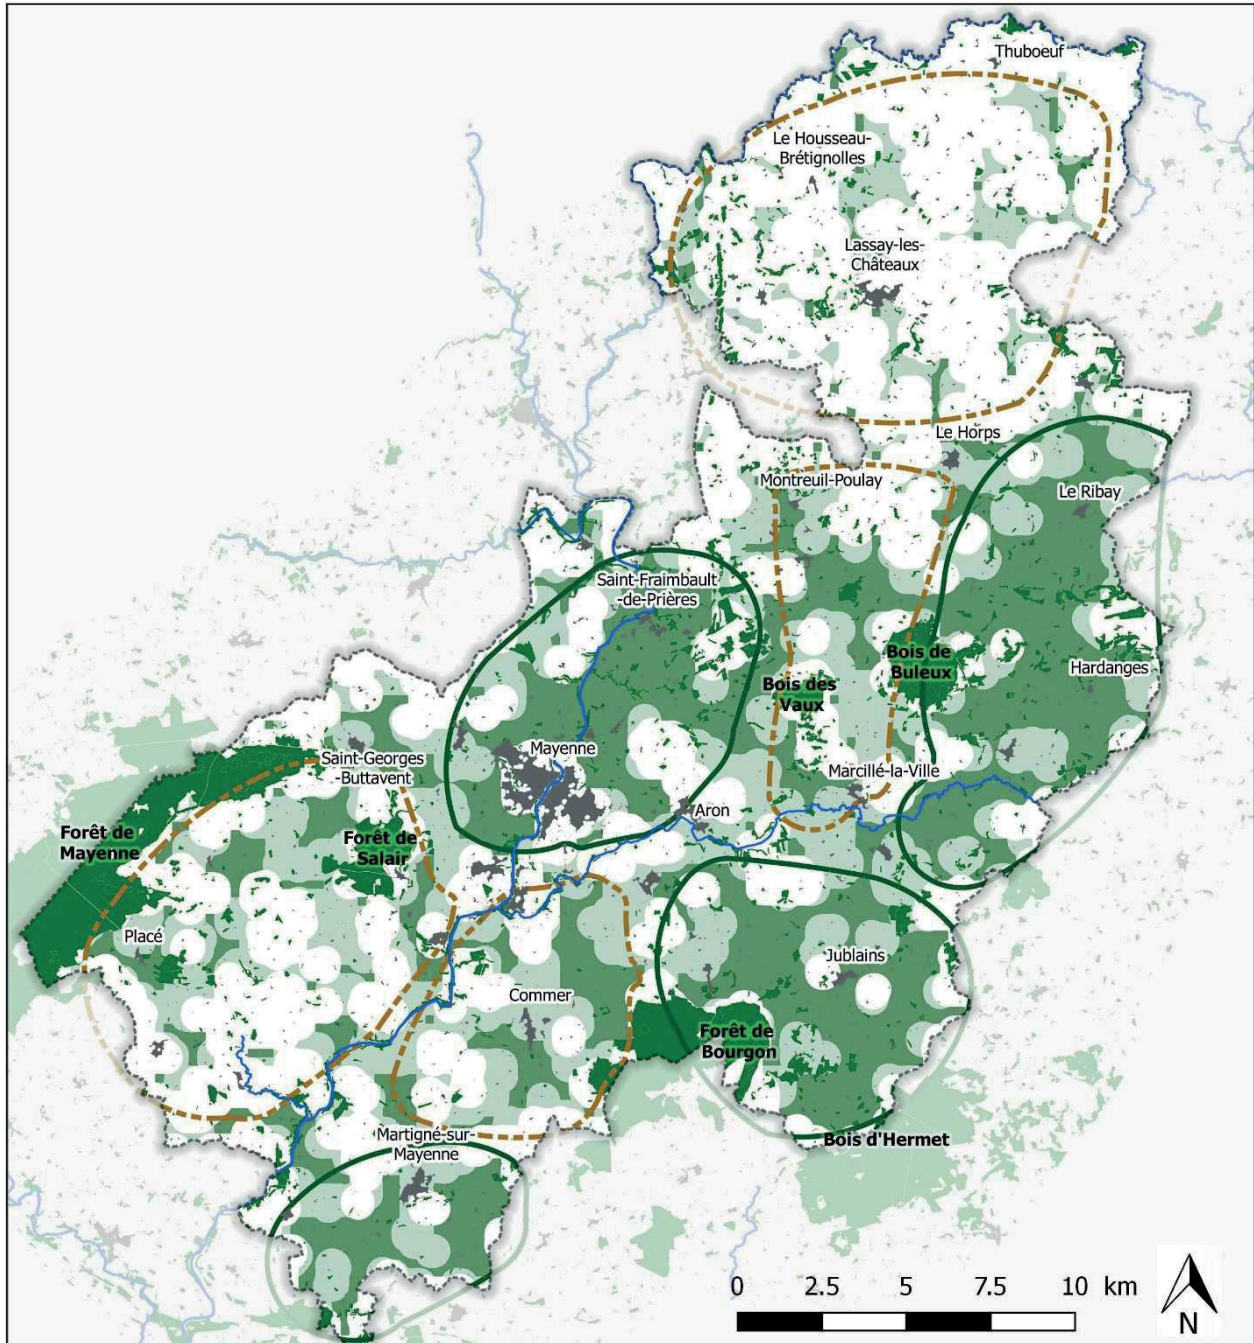 Thuboeuf
Le Housseau-
Brétignolles
Lassay-les-
Châteaux
Le Horps
Montreuil-Poulay
Le Ribay
Saint-Fraimbault
-de-Prières
Bois de
Buleux
Hardanges
Bois des
Vaux
Mayenne
Saint-Georges
-Buttavent
Marcillé-la-Ville
Aron
Forêt de
Mayenne
Forêt de
Salair
Placé
Jublains
Commer
Forêt de
Bourgon
Bois d'Hermet
Martigné-sur-
Mayenne
0 2.5 5 7.5 10 km
N